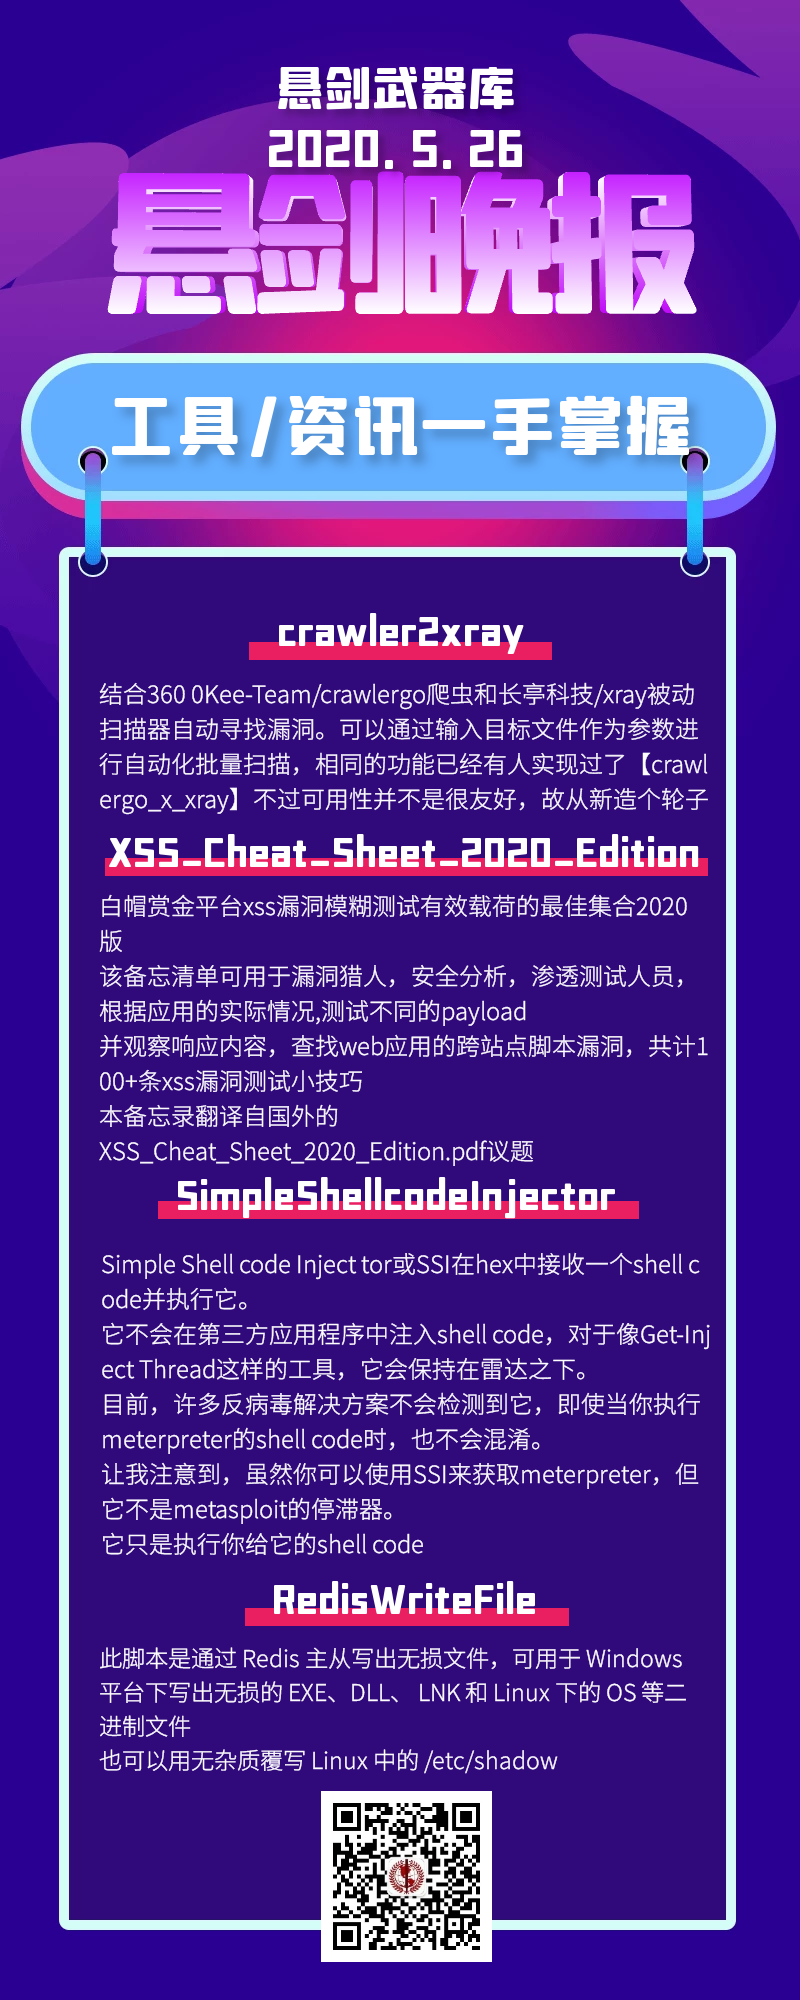 悬剑武器库
2020. 5. 26
悬剑晚报
工具/资讯一手掌握
crawler2xray
结合360 0Kee-Team/crawlergo爬虫和长亭科技/xray被动
扫描器自动寻找漏洞。可以通过输入目标文件作为参数进
行自动化批量扫描，相同的功能已经有人实现过了【crawl
ergo_x_xray】不过可用性并不是很友好，故从新造个轮子
XSS_Cheat_Sheet_2020_Edition
白帽赏金平台xss漏洞模糊测试有效载荷的最佳集合2020
版
该备忘清单可用于漏洞猎人，安全分析，渗透测试人员，
根据应用的实际情况,测试不同的payload
并观察响应内容，查找web应用的跨站点脚本漏洞，共计1
00+条xss漏洞测试小技巧
本备忘录翻译自国外的
XSS_Cheat_Sheet_2020_Edition.pdf议题
SimpleShellcodeInjector
Simple Shell code Inject tor或SSI在hex中接收一个shell c
ode并执行它。
它不会在第三方应用程序中注入shell code，对于像Get-Inj
ect Thread这样的工具，它会保持在雷达之下。
目前，许多反病毒解决方案不会检测到它，即使当你执行
meterpreter的shell code时，也不会混淆。
让我注意到，虽然你可以使用SSI来获取meterpreter，但
它不是metasploit的停滞器。
它只是执行你给它的shell code
RedisWriteFile
此脚本是通过 Redis 主从写出无损文件，可用于 Windows
平台下写出无损的 EXE、DLL、 LNK 和 Linux 下的 OS 等二
进制文件
也可以用无杂质覆写 Linux 中的 /etc/shadow